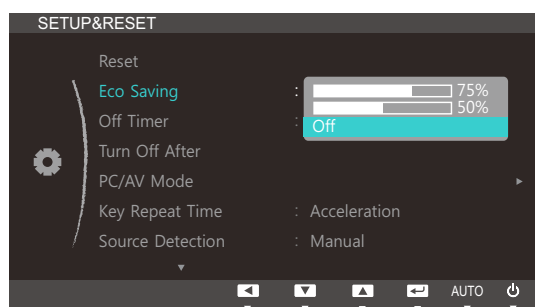 SETUP&RESET
Reset
Eco Saving :
75%
50%
Off Timer :
Off
Turn Off After
PC/AV Mode
Key Repeat Time : Acceleration
Source Detection : Manual
AUTO